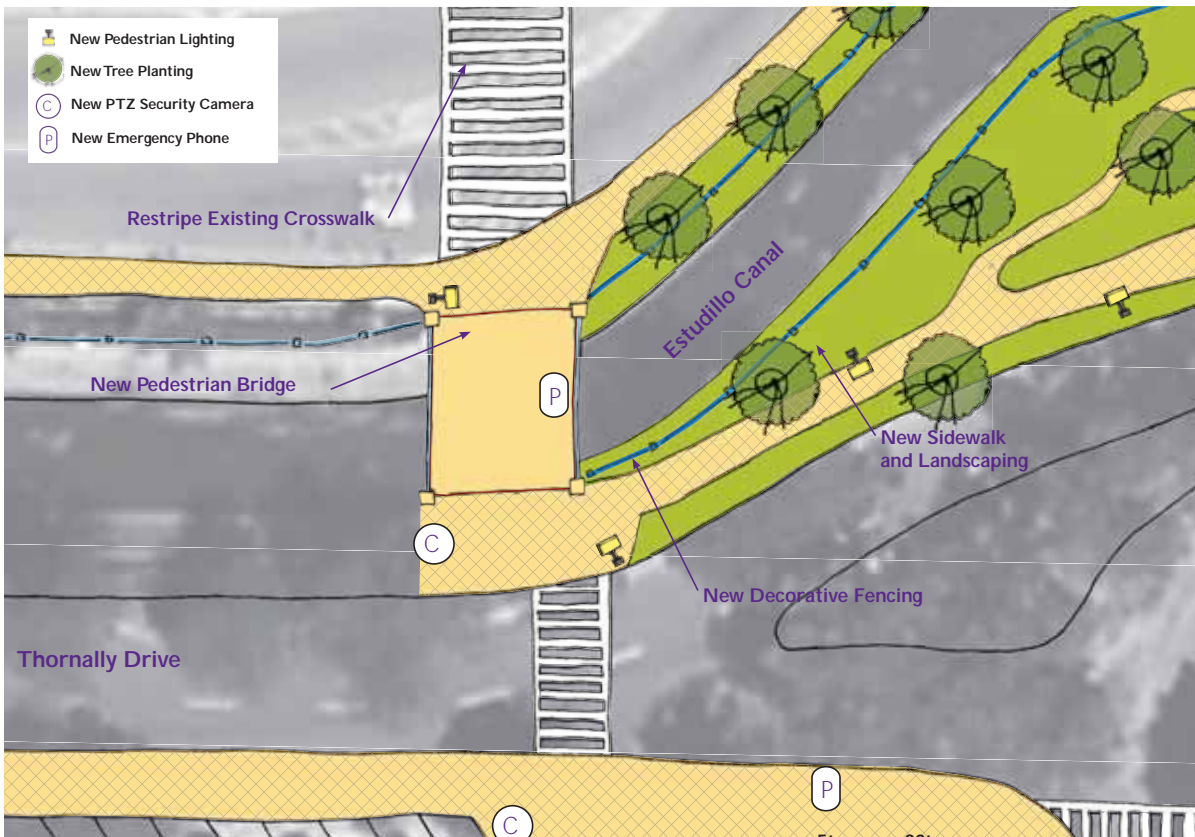 New Pedestrian Lighting
New Tree Planting
C New PTZ Security Camera
P New Emergency Phone
Restripe Existing Crosswalk
Estudillo Canal
New Pedestrian Bridge
P
New Sidewalk
and Landscaping
C
New Decorative Fencing
Thornally Drive
P
C